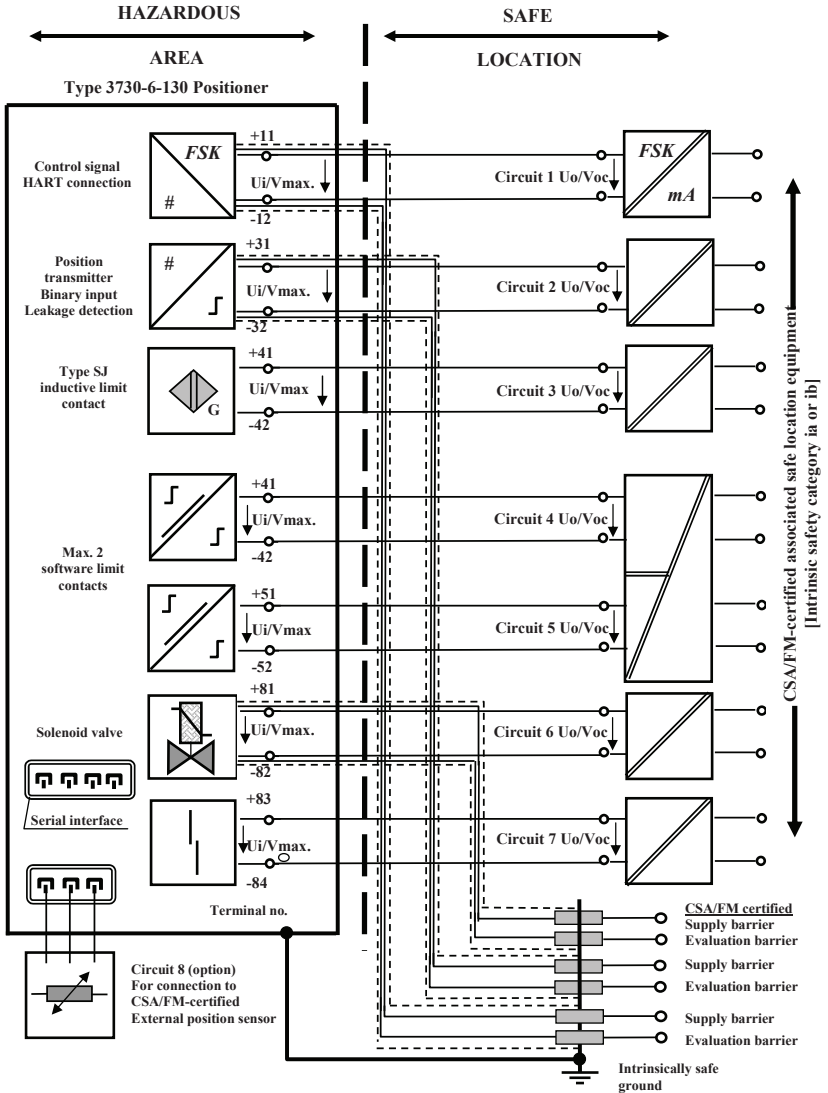 HAZARDOUS
SAFE
AREA
LOCATION
Type 3730-6-130 Positioner
Control signal
HART connection
FSK
#
+11
Ui/Vmax.
-12
Circuit 1 Uo/Voc
FSK
mA
Position
transmitter
Binary input
Leakage detection
#
+31
Ui/Vmax.
-32
Circuit 2 Uo/Voc
Type SJ
inductive limit
contact
G
+41
Ui/Vmax
-42
Circuit 3 Uo/Voc
Max. 2
software limit
contacts
+41
Ui/Vmax.
-42
Circuit 4 Uo/Voc
+51
Ui/Vmax
-52
Circuit 5 Uo/Voc
Solenoid valve
+81
Ui/Vmax.
-82
Circuit 6 Uo/Voc
Serial interface
+83
Ui/Vmax.
-84
Circuit 7 Uo/Voc
Terminal no.
CSA/FM-certified associated safe location equipment
[Intrinsic safety category ia or ib]
Circuit 8 (option)
For connection to
CSA/FM-certified
External position sensor
CSA/FM certified
Supply barrier
Evaluation barrier
Supply barrier
Evaluation barrier
Supply barrier
Evaluation barrier
Intrinsically safe
ground